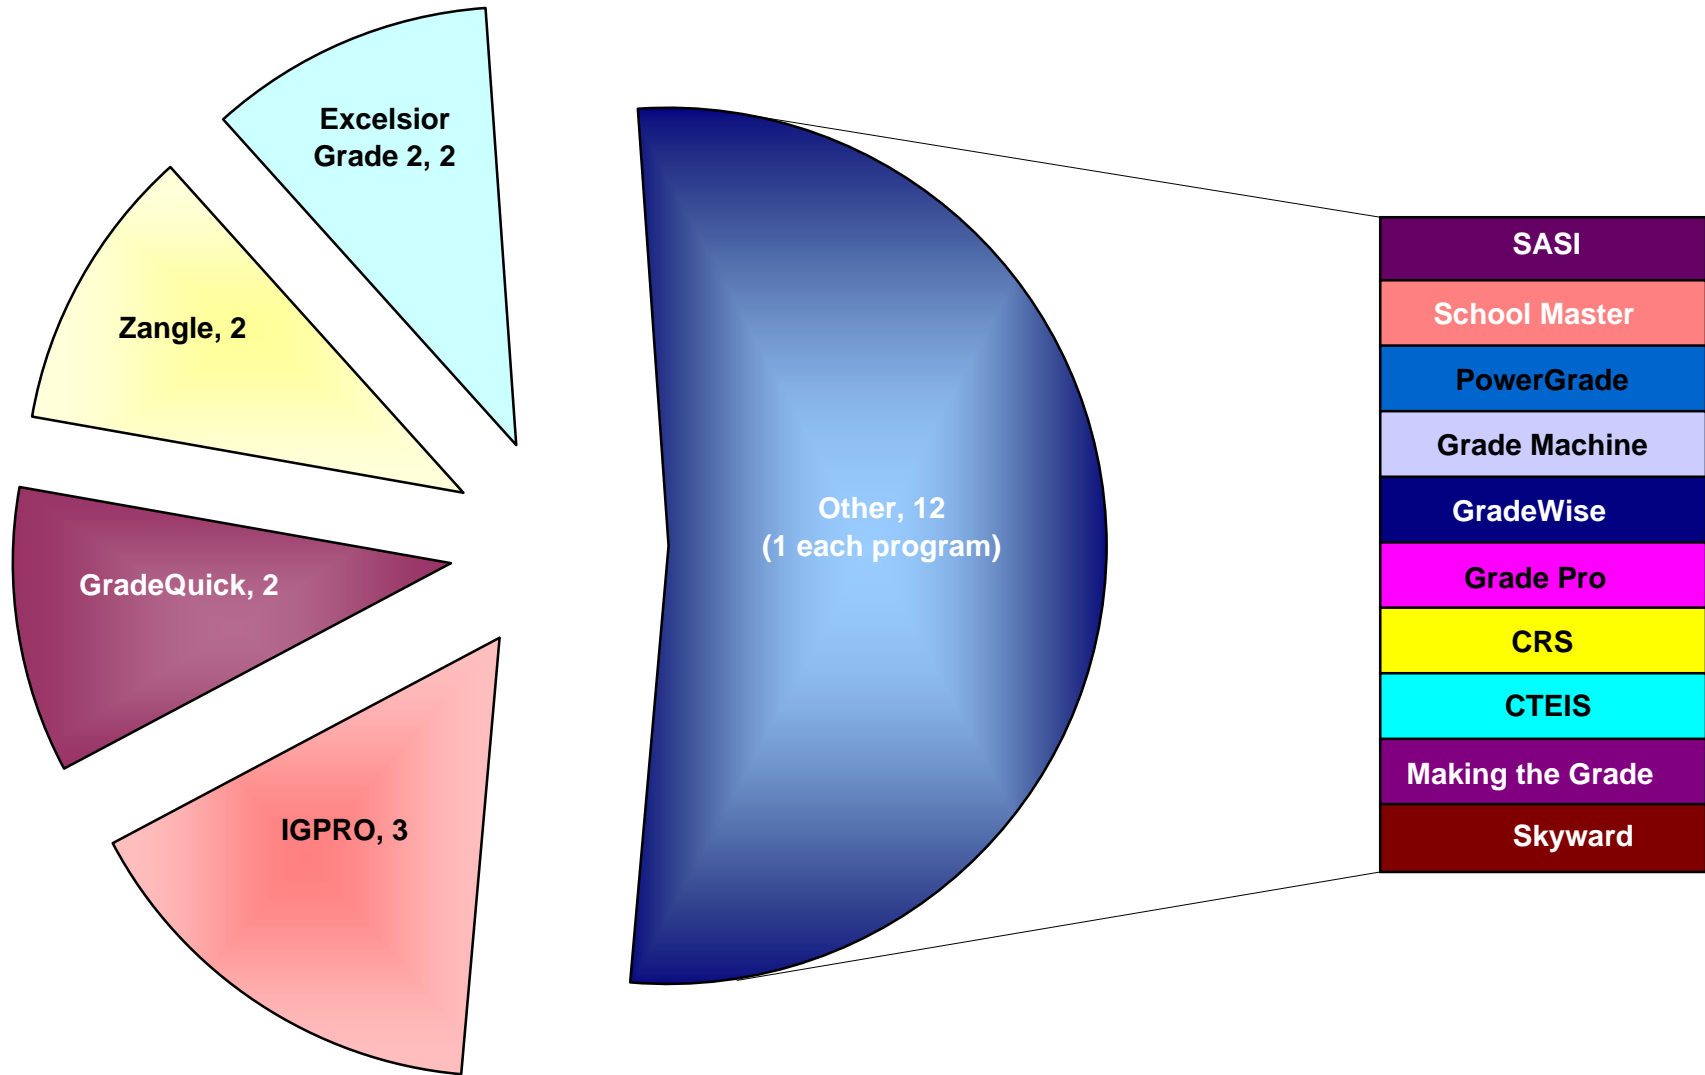 Excelsior
Grade 2, 2
Zangle, 2
GradeQuick, 2
IGPRO, 3
Other, 12
(1 each program)
SASI
School Master
PowerGrade
Grade Machine
GradeWise
Grade Pro
CRS
CTEIS
Making the Grade
Skyward